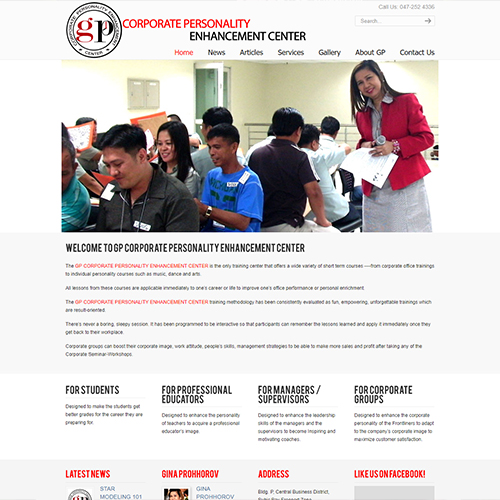 Call Us: 047-252 4336
CORPORATE PERSONALITY ENHANCEMENT
gp
CENTER
CORPORATE PERSONALITY
ENHANCEMENT CENTER
Search...
Home News Articles Services Gallery About GP Contact Us
WELCOME TO GP CORPORATE PERSONALITY ENHANCEMENT CENTER
The GP CORPORATE PERSONALITY ENHANCEMENT CENTER is the only training center that offers a wide variety of short term courses ----from corporate office trainings
to individual personality courses such as music, dance and arts.
All lessons from these courses are applicable immediately to one's career or life to improve one's office performance or personal enrichment.
The GP CORPORATE PERSONALITY ENHANCEMENT CENTER training methodology has been consistently evaluated as fun, empowering, unforgettable trainings which
are result-oriented.
There's never a boring, sleepy session. It has been programmed to be interactive so that participants can remember the lessons learned and apply it immediately once they
get back to their workplace.
Corporate groups can boost their corporate image, work attitude, people's skills, management strategies to be able to make more sales and profit after taking any of the
Corporate Seminar-Workshops.
FOR STUDENTS
Designed to make the students get
better grades for the career they are
preparing for.
FOR PROFESSIONAL
EDUCATORS
Designed to enhance the personality
of teachers to acquire a professional
educator's image.
FOR MANAGERS /
SUPERVISORS
Designed to enhance the leadership
skills of the managers and the
supervisors to become inspiring and
motivating coaches.
FOR CORPORATE
GROUPS
Designed to enhance the corporate
personality of the Frontliners to adapt
to the company's corporate image to
maximize customer satisfaction.
LATEST NEWS
STAR
MODELING 101
GINA PROHHOROV
GINA
PROHHOROV
ADDRESS
Bldg. P, Central Business District,
LIKE US ON FACEBOOK!